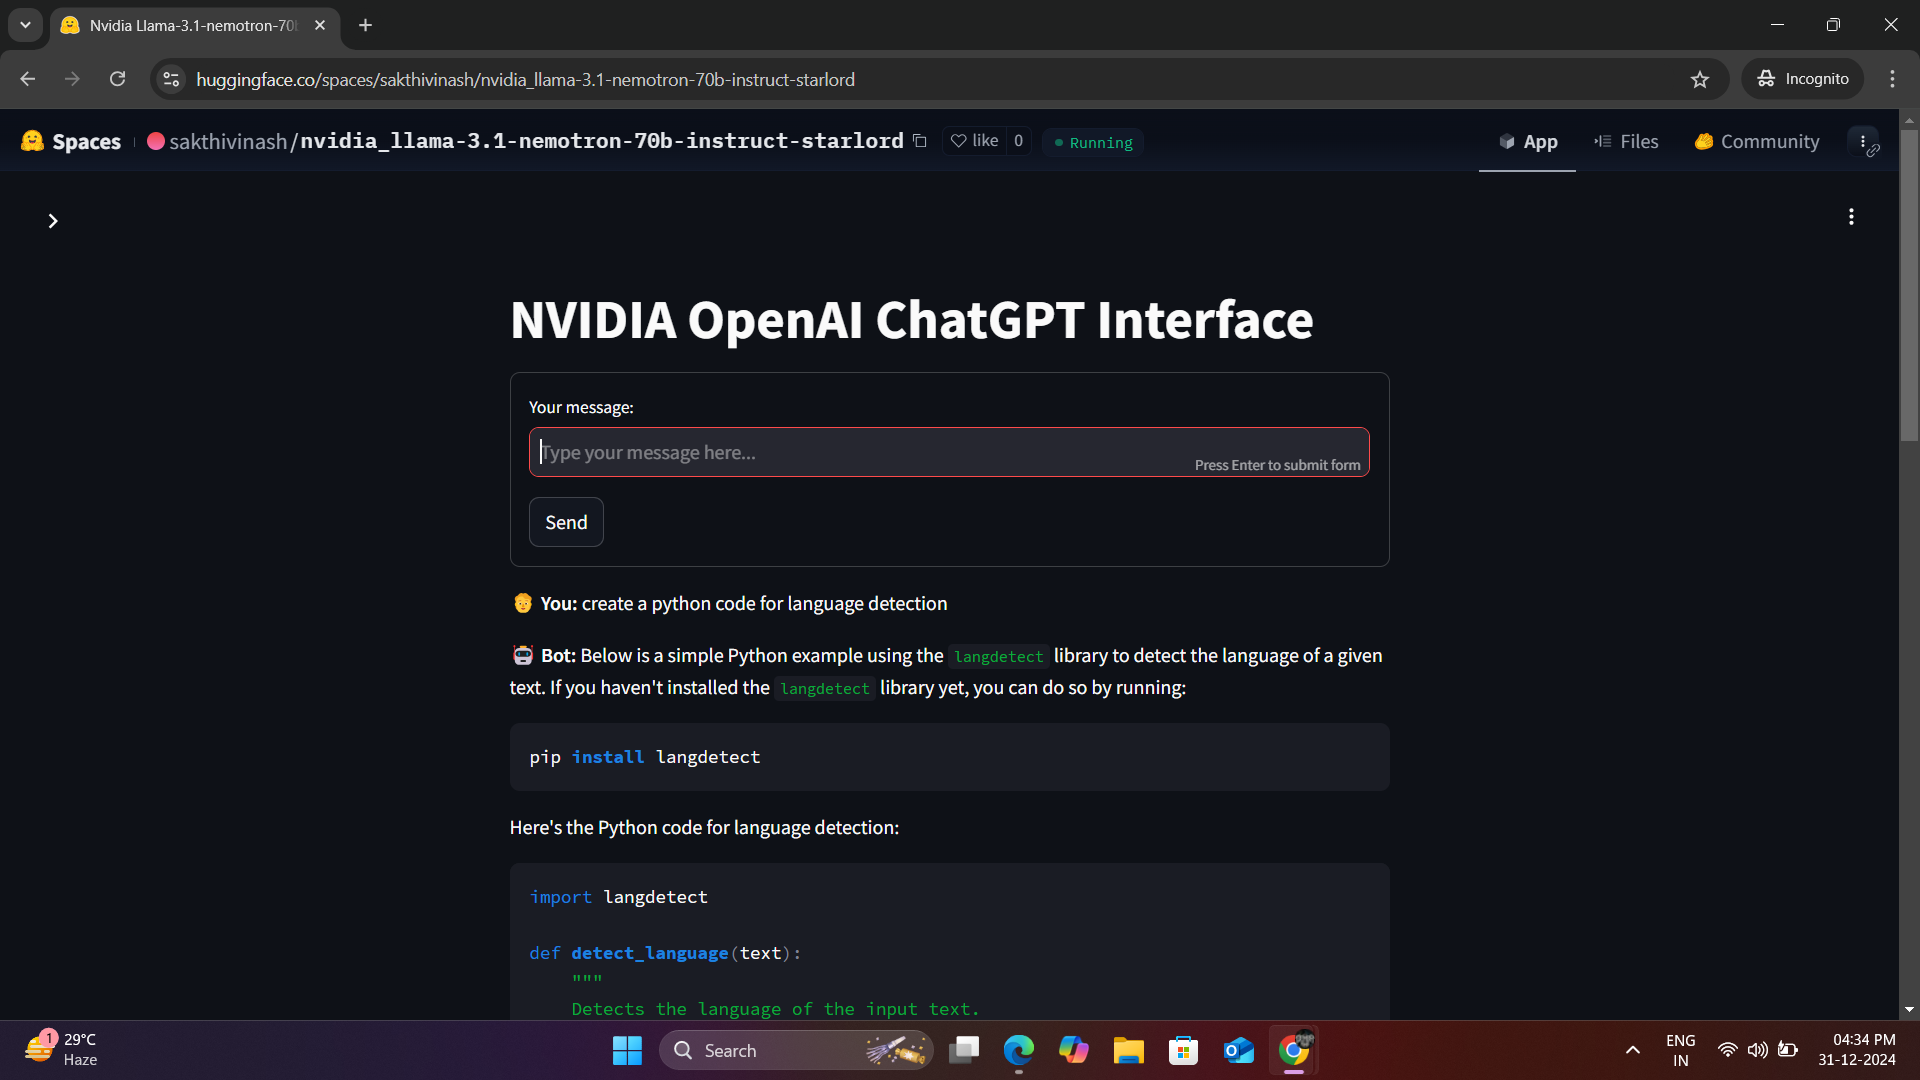 Nvidia Llama-3.1-nemotron-70
huggingface.co/spaces/sakthivinash/nvidia_llama-3.1-nemotron-70b-instruct-starlord
Incognito
Spaces
sakthivinash/nvidia_llama-3.1-nemotron-70b-instruct-starlord
like 0
Running
App
Files
Community
NVIDIA OpenAI ChatGPT Interface
Your message:
Type your message here...
Press Enter to submit form
Send
You: create a python code for language detection
Bot: Below is a simple Python example using the langdetect library to detect the language of a given
text. If you haven't installed the langdetect library yet, you can do so by running:
pip install langdetect
Here's the Python code for language detection:
import langdetect
def detect_language(text):
"""
Detects the language of the input text.
1
29°C
Haze
Search
ENG
IN
04:34 PM
31-12-2024